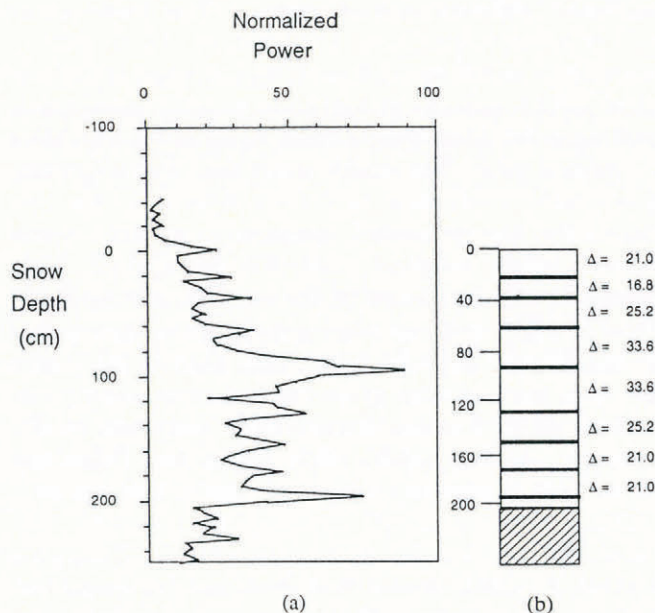 Normalized
Power
0 50 100
-100
0
100
200
Snow
Depth
(cm)
0
40
80
120
160
200
Δ = 21.0
Δ = 16.8
Δ = 25.2
Δ = 33.6
Δ = 33.6
Δ = 25.2
Δ = 21.0
Δ = 21.0
(a) (b)